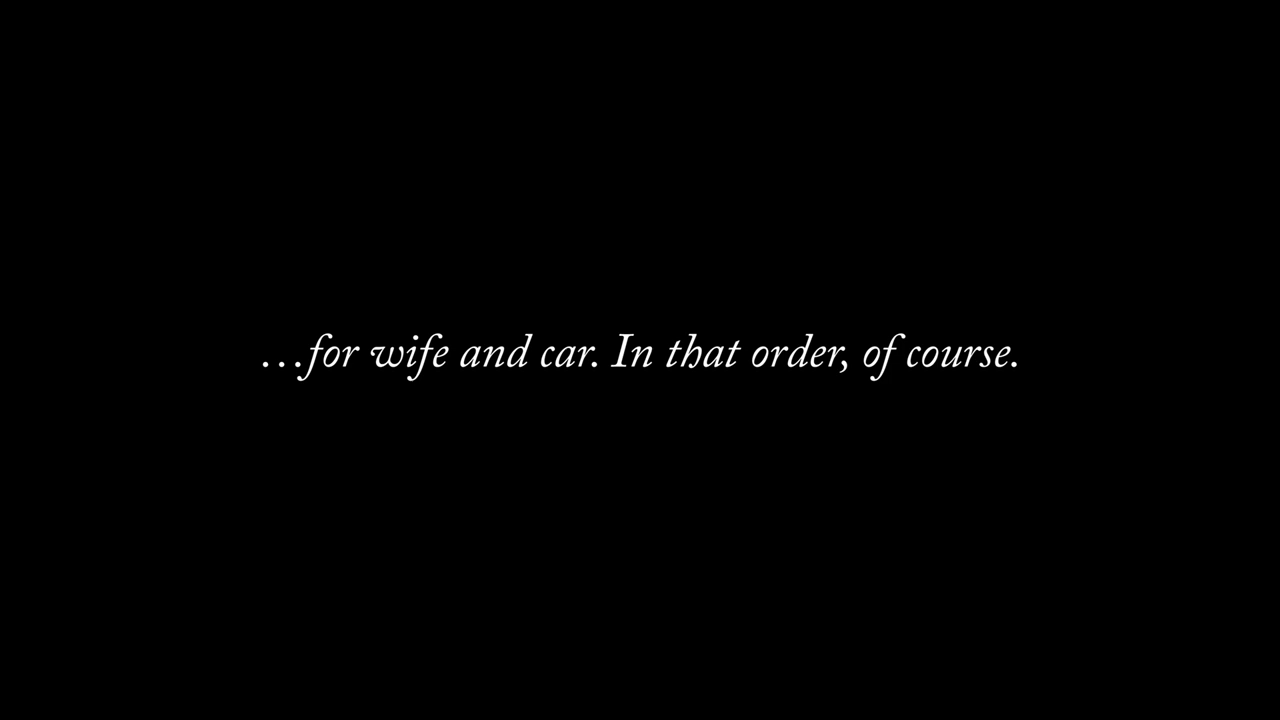 …for wife and car. In that order, of course.